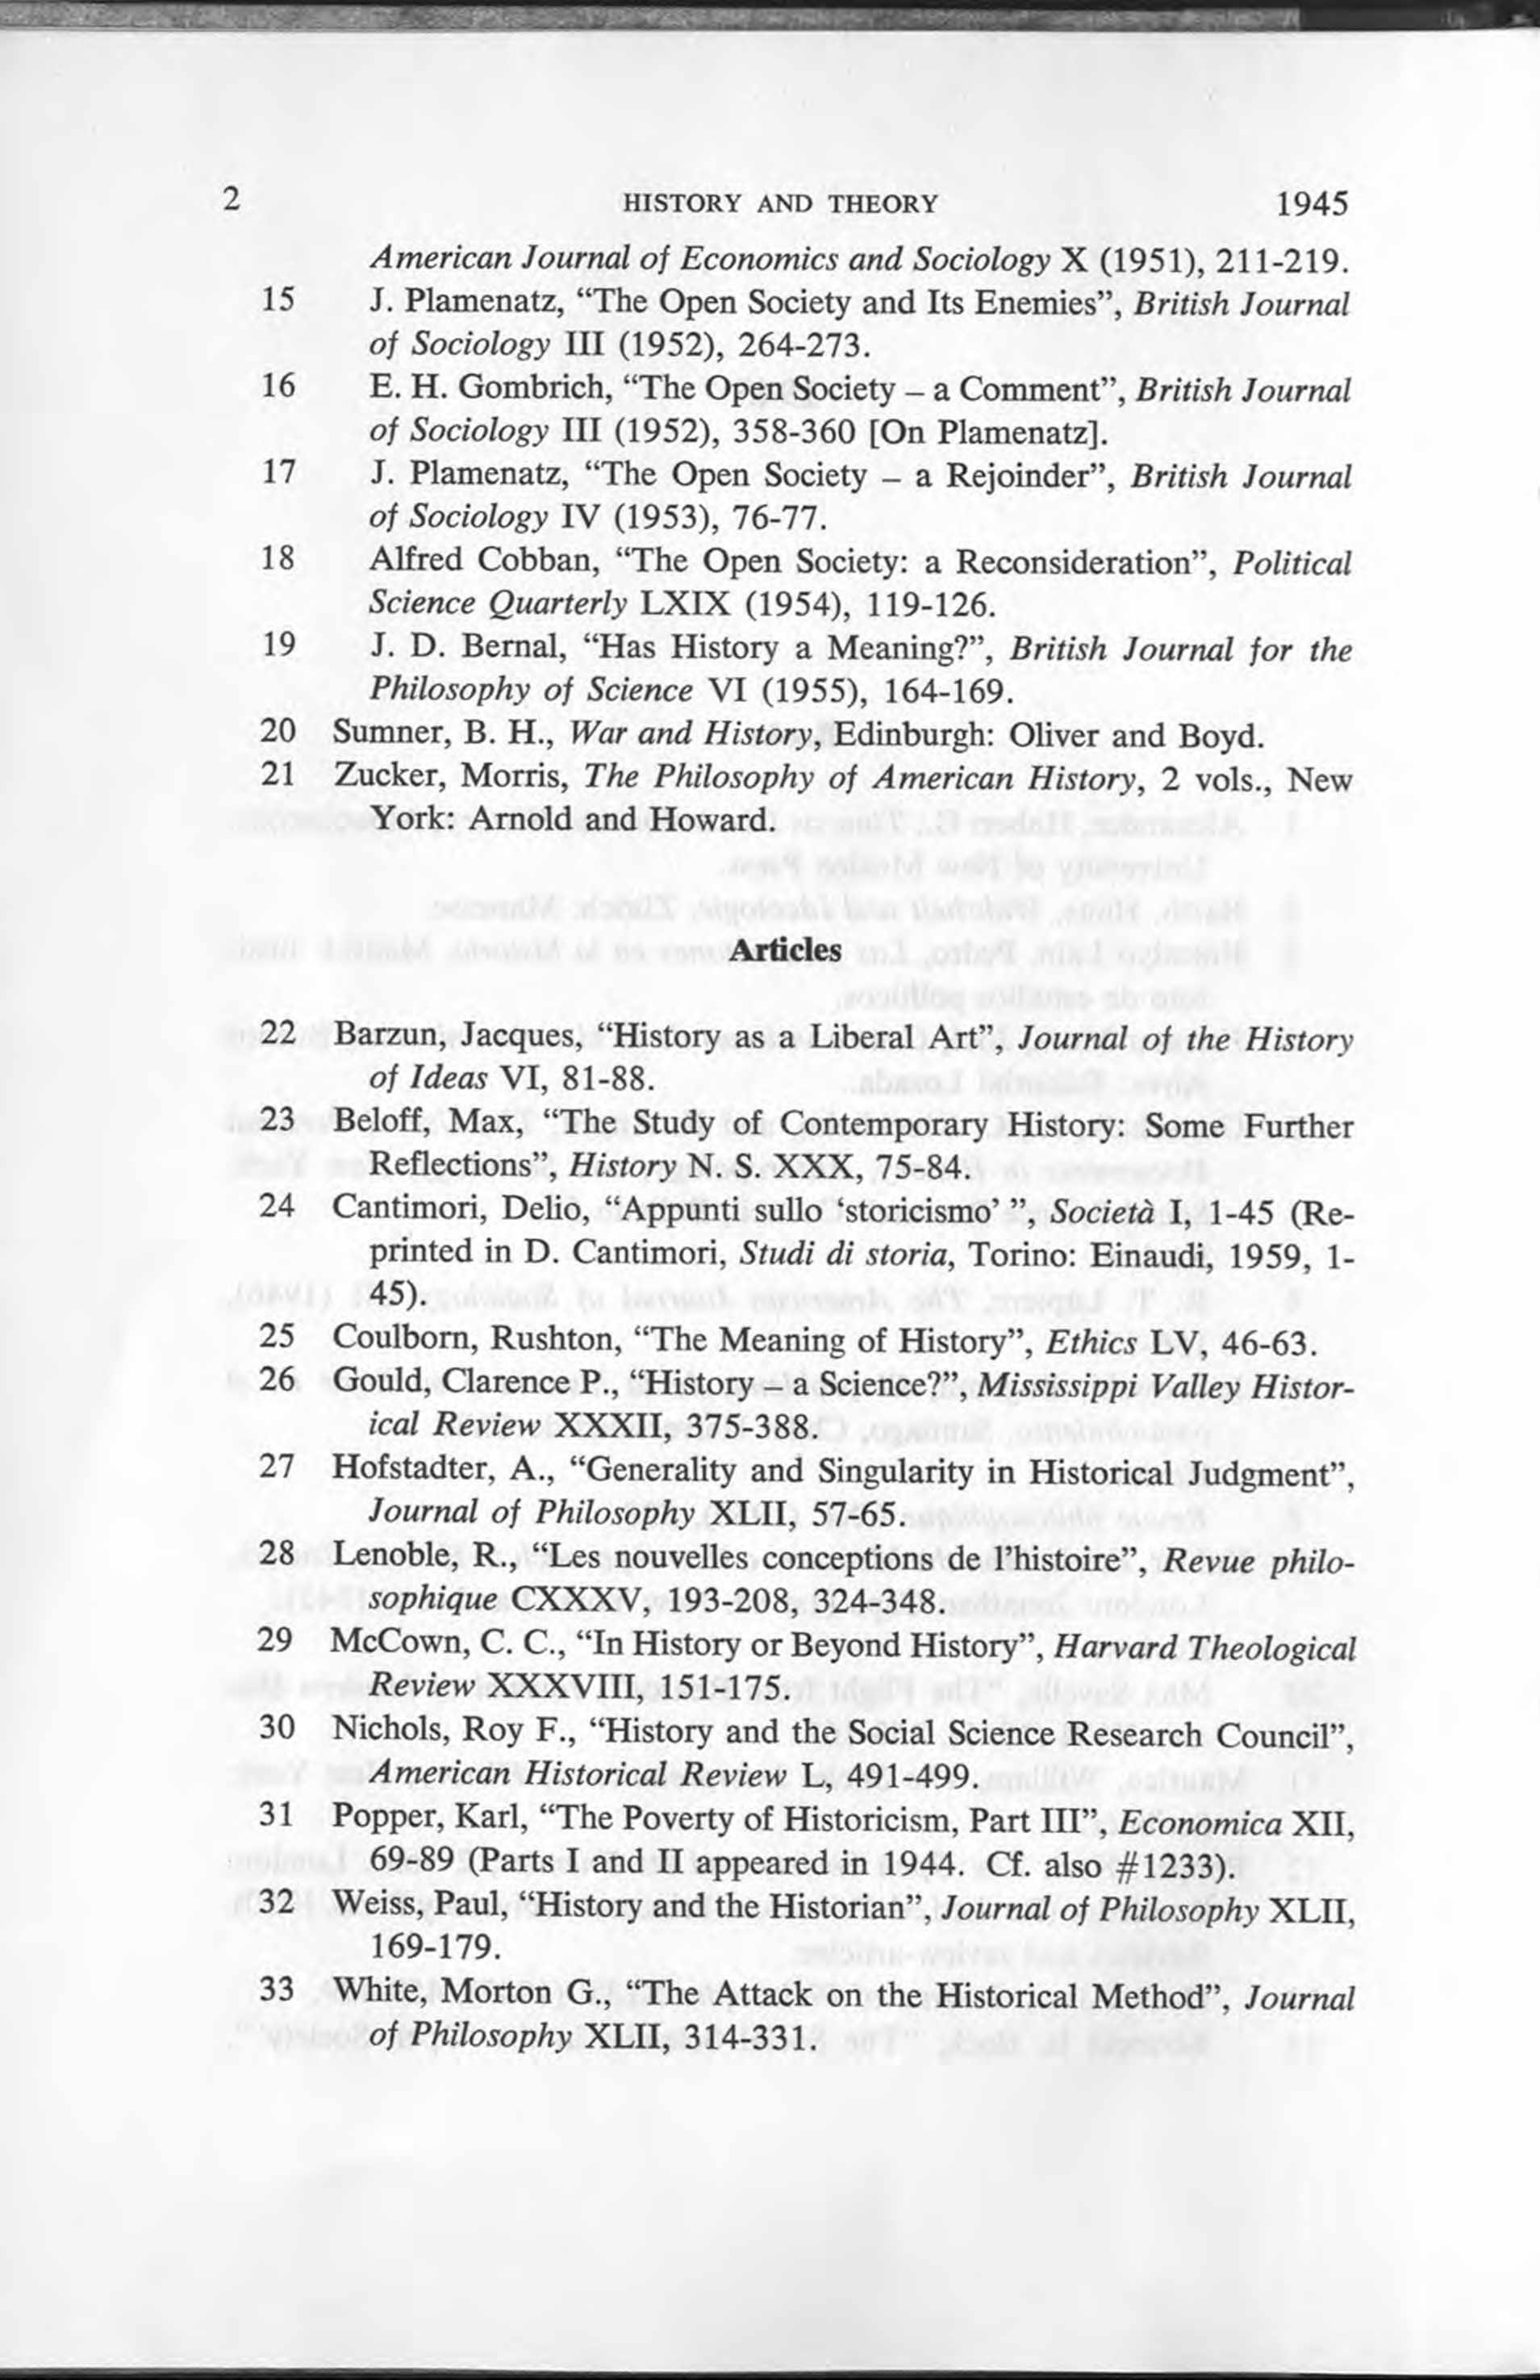 2 HISTORY AND THEORY 1945
American Journal of Economics and Sociology X (1951), 211-219.
15 J. Plamenatz, “The Open Society and Its Enemies”, British Journal
of Sociology III (1952), 264-273.
16 E. H. Gombrich, “The Open Society – a Comment”, British Journal
of Sociology III (1952), 358-360 [On Plamenatz].
17 J. Plamenatz, “The Open Society – a Rejoinder”, British Journal
of Sociology IV (1953), 76-77.
18 Alfred Cobban, “The Open Society: a Reconsideration”, Political
Science Quarterly LXIX (1954), 119-126.
19 J. D. Bernal, “Has History a Meaning?”, British Journal for the
Philosophy of Science VI (1955), 164-169.
20 Sumner, B. H., War and History, Edinburgh: Oliver and Boyd.
21 Zucker, Morris, The Philosophy of American History, 2 vols., New
York: Arnold and Howard.
Articles
22 Barzun, Jacques, “History as a Liberal Art”, Journal of the History
of Ideas VI, 81-88.
23 Beloff, Max, “The Study of Contemporary History: Some Further
Reflections”, History N. S. XXX, 75-84.
24 Cantimori, Delio, “Appunti sullo ‘storicismo’ ”, Società I, 1-45 (Re-
printed in D. Cantimori, Studi di storia, Torino: Einaudi, 1959, 1-
45).
25 Coulborn, Rushton, “The Meaning of History”, Ethics LV, 46-63.
26 Gould, Clarence P., “History – a Science?”, Mississippi Valley Histor-
ical Review XXXII, 375-388.
27 Hofstadter, A., “Generality and Singularity in Historical Judgment”,
Journal of Philosophy XLII, 57-65.
28 Lenoble, R., “Les nouvelles conceptions de l’histoire”, Revue philo-
sophique CXXXV, 193-208, 324-348.
29 McCown, C. C., “In History or Beyond History”, Harvard Theological
Review XXXVIII, 151-175.
30 Nichols, Roy F., “History and the Social Science Research Council”,
American Historical Review L, 491-499.
31 Popper, Karl, “The Poverty of Historicism, Part III”, Economica XII,
69-89 (Parts I and II appeared in 1944. Cf. also #1233).
32 Weiss, Paul, “History and the Historian”, Journal of Philosophy XLII,
169-179.
33 White, Morton G., “The Attack on the Historical Method”, Journal
of Philosophy XLII, 314-331.